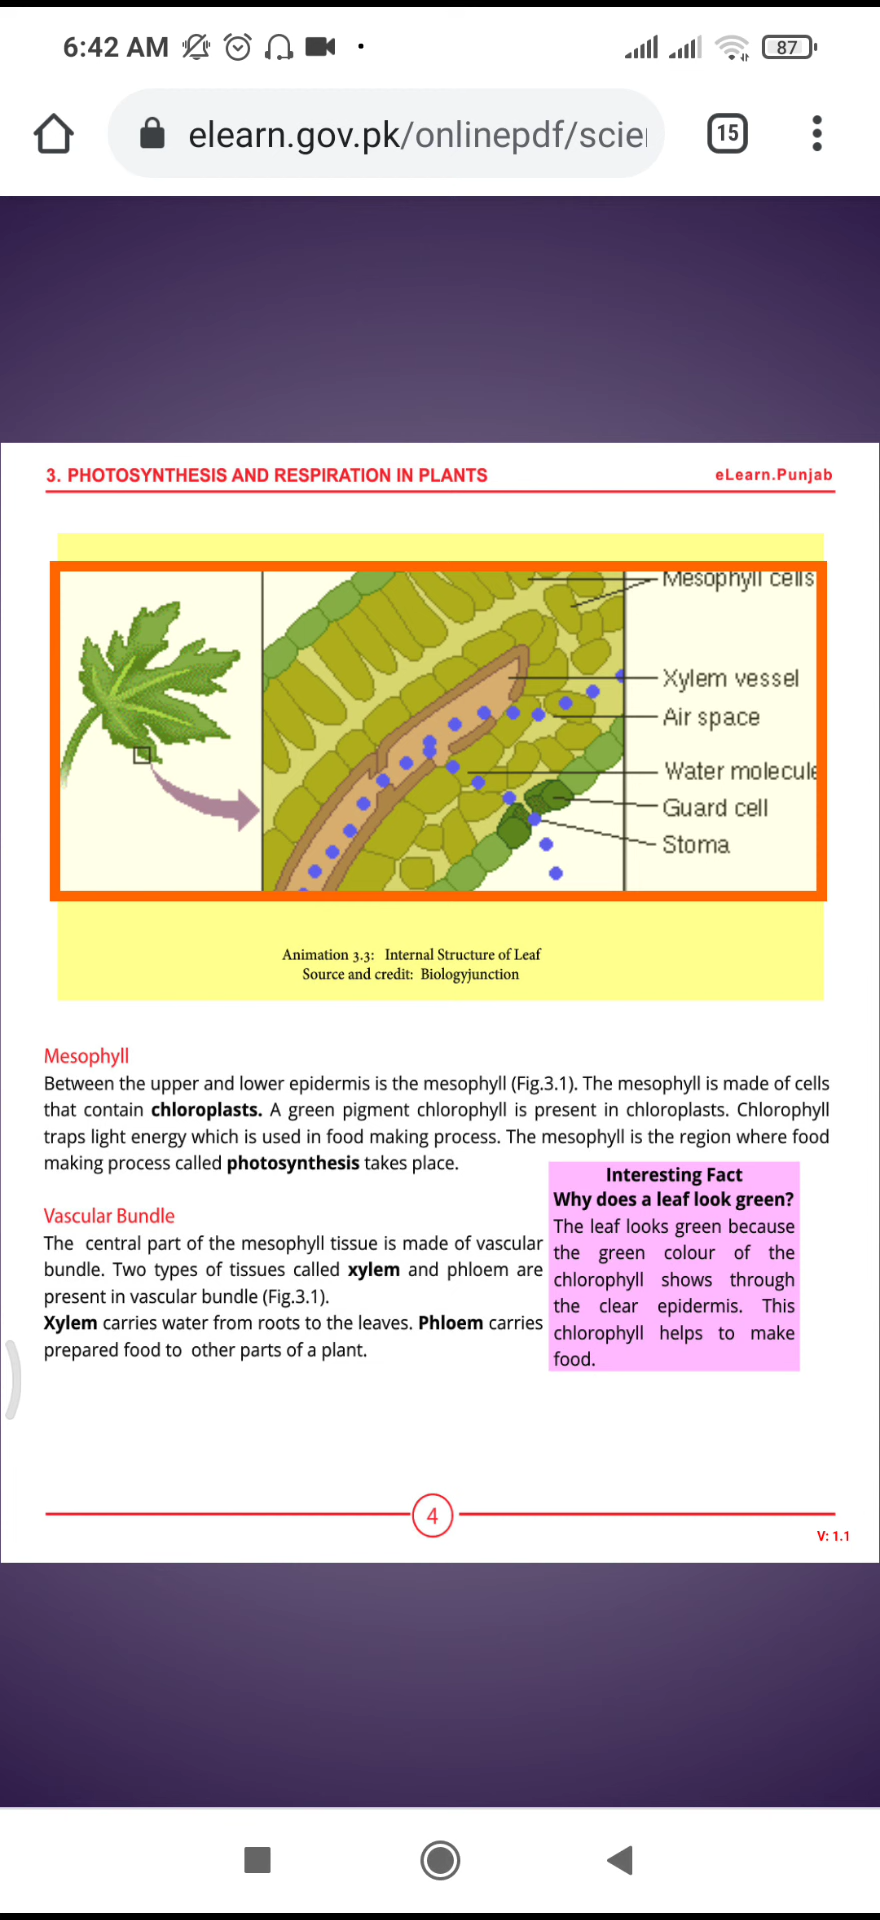 6:42 AM
87
elearn.gov.pk/onlinepdf/scie
15
3. PHOTOSYNTHESIS AND RESPIRATION IN PLANTS
eLearn.Punjab
Mesophyll cells
Xylem vessel
Air space
Water molecule
Guard cell
Stoma
Animation 3.3: Internal Structure of Leaf
Source and credit: Biologyjunction
Mesophyll
Between the upper and lower epidermis is the mesophyll (Fig.3.1). The mesophyll is made of cells
that contain chloroplasts. A green pigment chlorophyll is present in chloroplasts. Chlorophyll
traps light energy which is used in food making process. The mesophyll is the region where food
making process called photosynthesis takes place.
Vascular Bundle
The central part of the mesophyll tissue is made of vascular
bundle. Two types of tissues called xylem and phloem are
present in vascular bundle (Fig.3.1).
Xylem carries water from roots to the leaves. Phloem carries
prepared food to other parts of a plant.
Interesting Fact
Why does a leaf look green?
The leaf looks green because
the green colour of the
chlorophyll shows through
the clear epidermis. This
chlorophyll helps to make
food.
4
V: 1.1